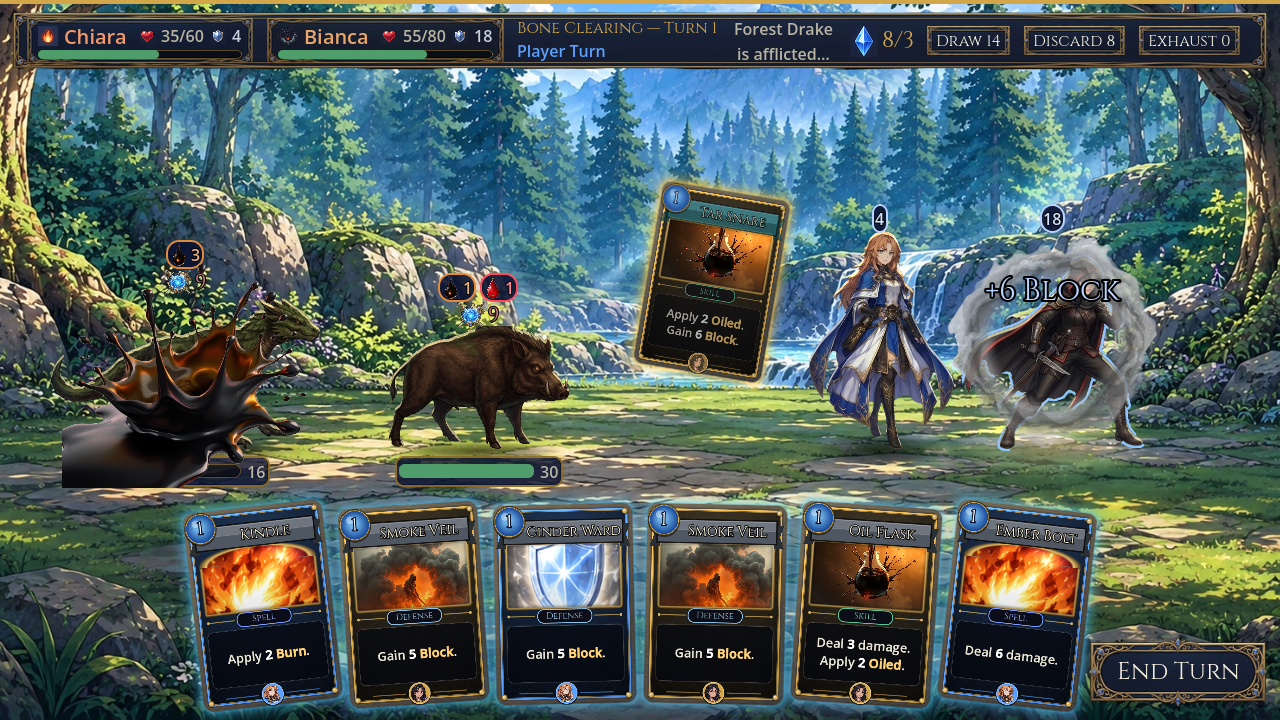 Chiara 35/60 4
Bianca 55/80 18
BONE CLEARING — TURN 1
Player Turn
Forest Drake
is afflicted...
8/3
DRAW 14
DISCARD 8
EXHAUST 0
3
9
1
1
9
1
TAR SNARE
SKILL
Apply 2 Oiled.
Gain 6 Block.
4
18
+6 BLOCK
16
30
1
KINDLE
SPELL
Apply 2 Burn.
1
SMOKE VEIL
DEFENSE
Gain 5 Block.
1
CINDER WARD
DEFENSE
Gain 5 Block.
1
SMOKE VEIL
DEFENSE
Gain 5 Block.
1
OIL FLASK
SKILL
Deal 3 damage.
Apply 2 Oiled.
1
EMBER BOLT
SPELL
Deal 6 damage.
END TURN